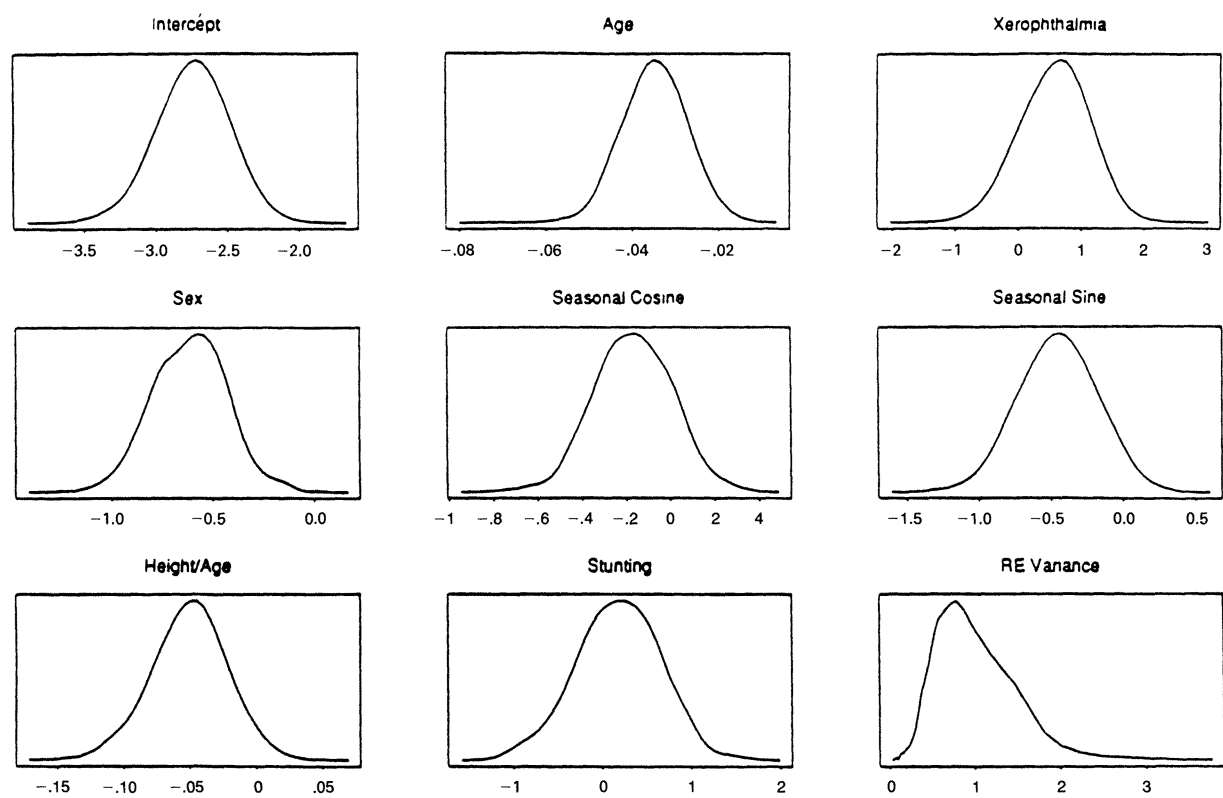 Intercépt
Age
Xerophthalmia
−3.5 −3.0 −2.5 −2.0
−.08 −.06 −.04 −.02
−2 −1 0 1 2 3
Sex
Seasonal Cosine
Seasonal Sine
−1.0 −0.5 0.0
−1 −.8 −.6 −.4 −.2 0 2 4
−1.5 −1.0 −0.5 0.0 0.5
Height/Age
Stunting
RE Variance
−.15 −.10 −.05 0 .05
−1 0 1 2
0 1 2 3